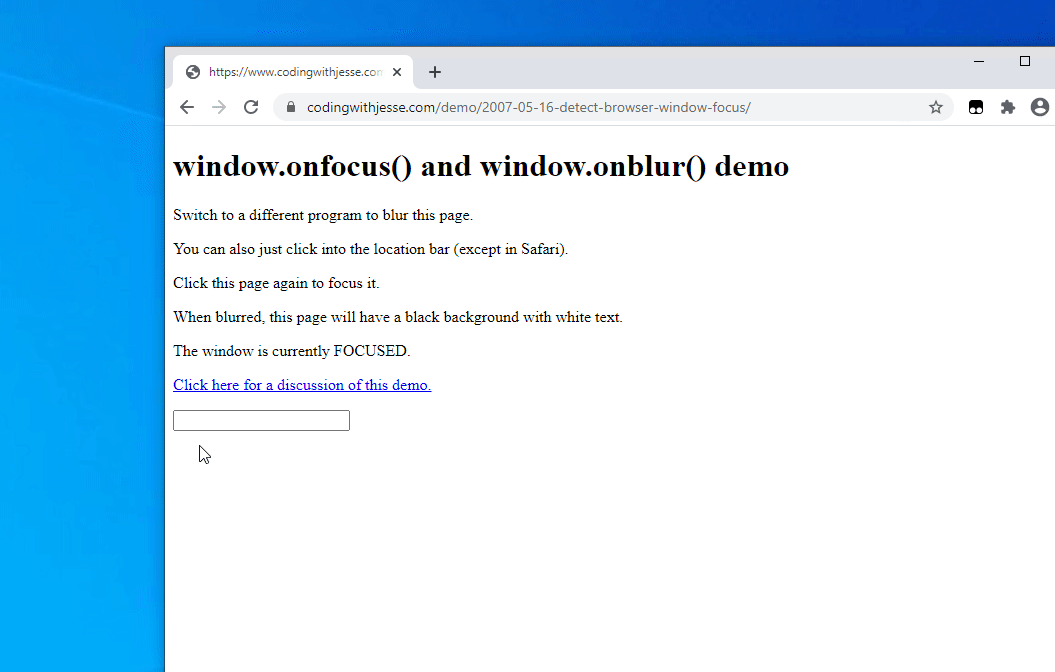 https://www.codingwithjesse.com
codingwithjesse.com/demo/2007-05-16-detect-browser-window-focus/
window.onfocus() and window.onblur() demo
Switch to a different program to blur this page.
You can also just click into the location bar (except in Safari).
Click this page again to focus it.
When blurred, this page will have a black background with white text.
The window is currently FOCUSED.
Click here for a discussion of this demo.